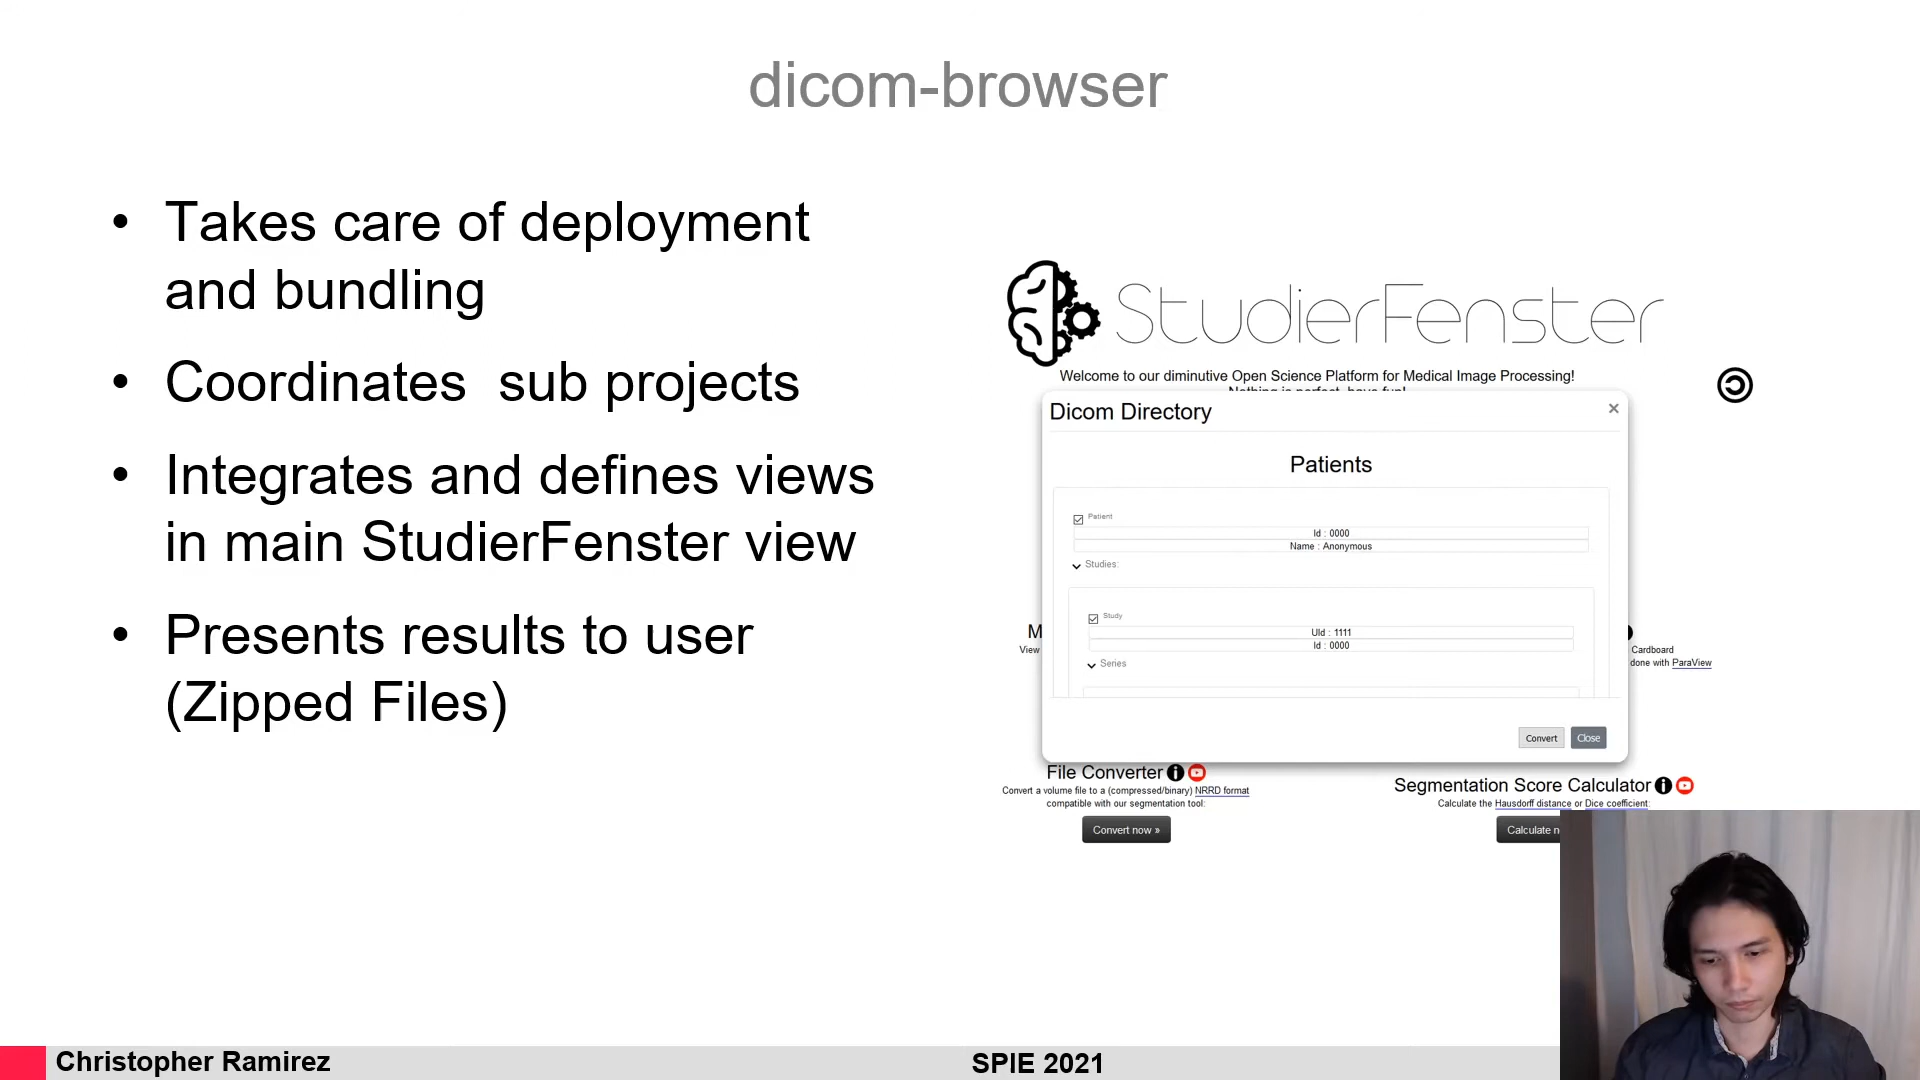 dicom-browser
• Takes care of deployment
and bundling
• Coordinates  sub projects
• Integrates and defines views
in main StudierFenster view
• Presents results to user
(Zipped Files)
StudierFenster
Welcome to our diminutive Open Science Platform for Medical Image Processing!
Dicom Directory
×
Patients
Patient
Id : 0000
Name : Anonymous
Studies:
Study
UId : 1111
Id : 0000
Series
M
View
Cardboard
done with ParaView
Convert
Close
File Converter
Convert a volume file to a (compressed/binary) NRRD format
compatible with our segmentation tool:
Convert now »
Segmentation Score Calculator
Calculate the Hausdorff distance or Dice coefficient:
Calculate n
Christopher Ramirez
SPIE 2021